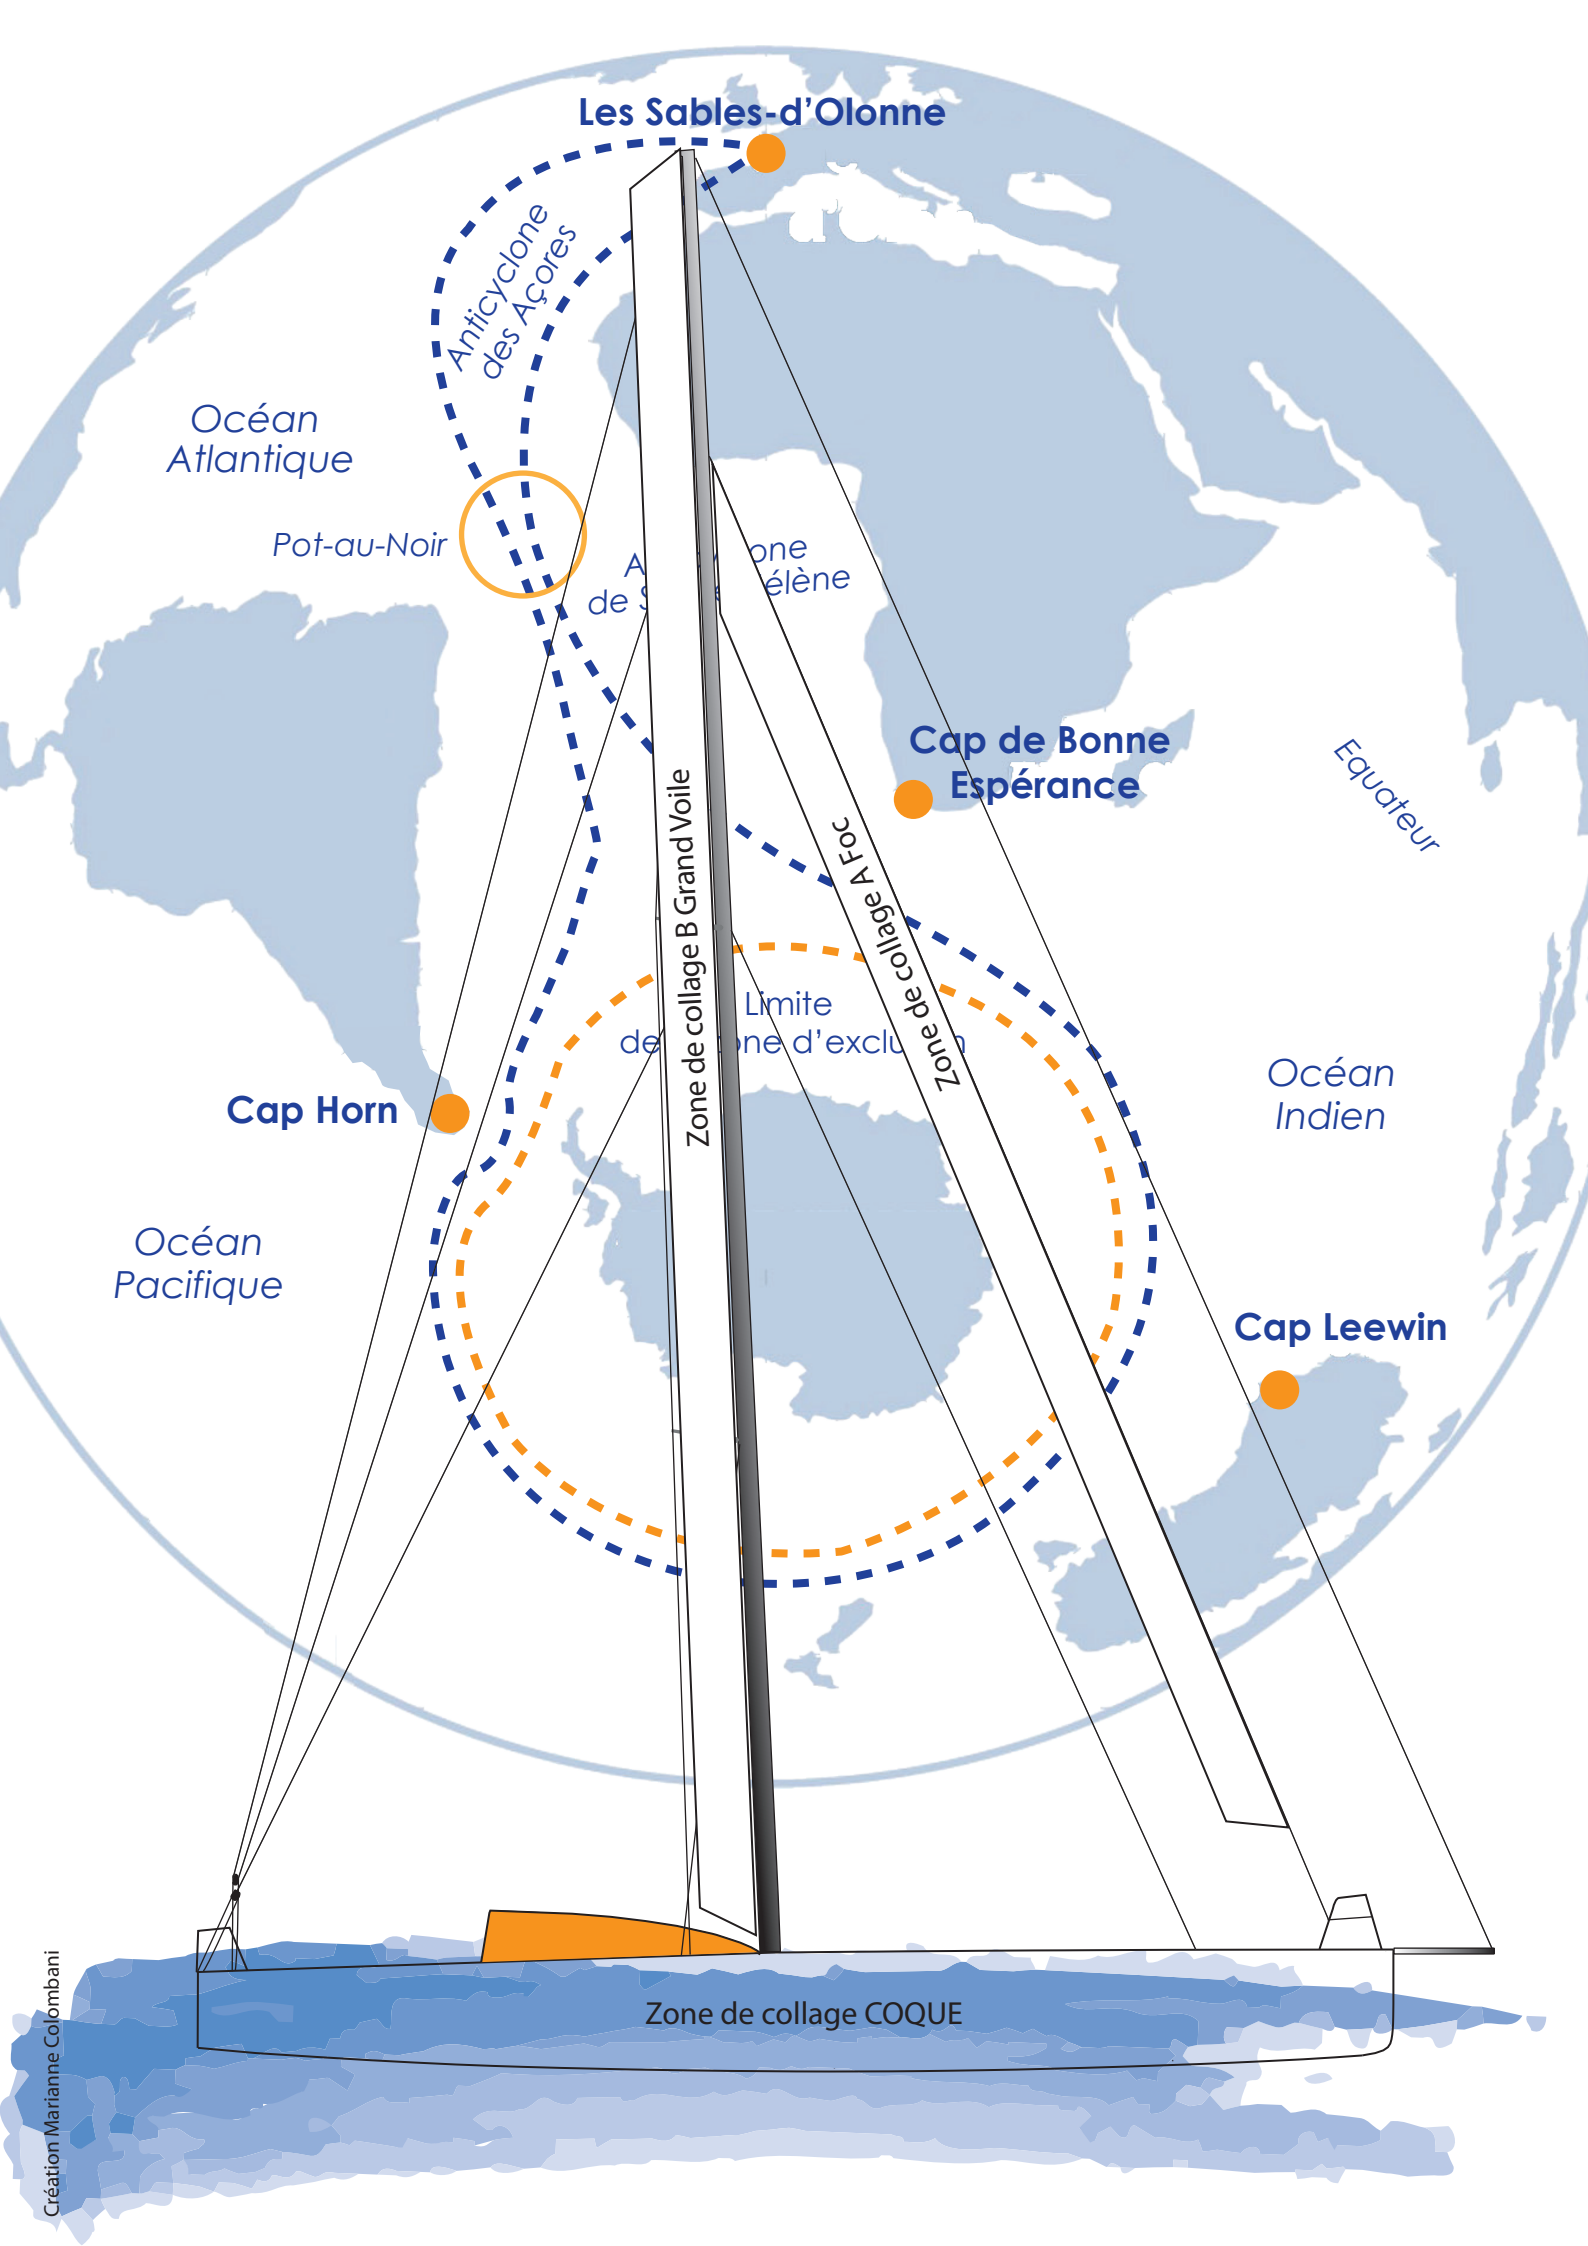 Les Sables-d'Olonne
Anticyclone
des Açores
Océan
Atlantique
Pot-au-Noir
élène
de
Cap de Bonne
Espérance
Equateur
Zone de collage B Grand Voile
Zone de collage A Foc
Limite
Cap Horn
Océan
Indien
Océan
Pacifique
Cap Leewin
Zone de collage COQUE
Création Marianne Colombani